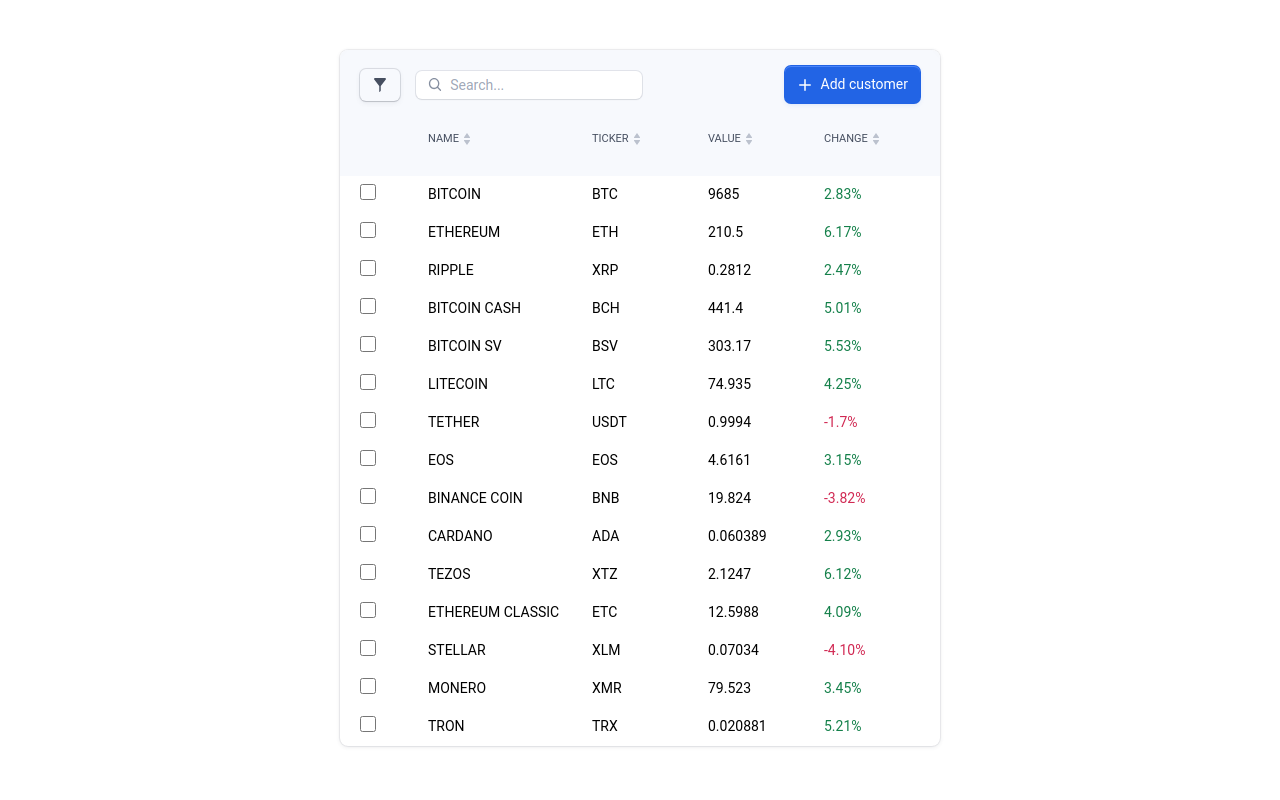 Search... Add customer
NAME TICKER VALUE CHANGE
BITCOIN BTC 9685 2.83%
ETHEREUM ETH 210.5 6.17%
RIPPLE XRP 0.2812 2.47%
BITCOIN CASH BCH 441.4 5.01%
BITCOIN SV BSV 303.17 5.53%
LITECOIN LTC 74.935 4.25%
TETHER USDT 0.9994 -1.7%
EOS EOS 4.6161 3.15%
BINANCE COIN BNB 19.824 -3.82%
CARDANO ADA 0.060389 2.93%
TEZOS XTZ 2.1247 6.12%
ETHEREUM CLASSIC ETC 12.5988 4.09%
STELLAR XLM 0.07034 -4.10%
MONERO XMR 79.523 3.45%
TRON TRX 0.020881 5.21%